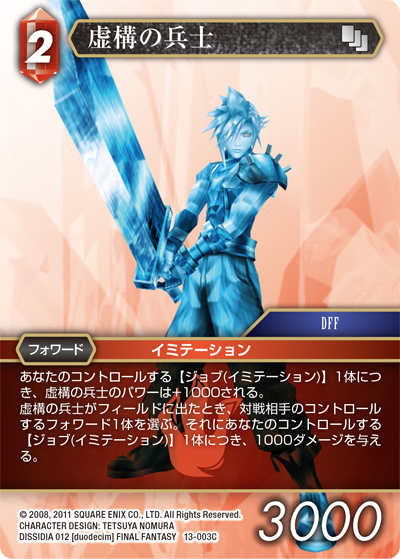 2
虚構の兵士
DFF
フォワード
イミテーション
あなたのコントロールする【ジョブ(イミテーション)】1体につ
き、虚構の兵士のパワーは+1000される。
虚構の兵士がフィールドに出たとき、対戦相手のコントロール
するフォワード1体を選ぶ。それにあなたのコントロールする
【ジョブ(イミテーション)】1体につき、1000ダメージを与え
る。
© 2008, 2011 SQUARE ENIX CO., LTD. All Rights Reserved.
CHARACTER DESIGN: TETSUYA NOMURA
DISSIDIA 012 [duodecim] FINAL FANTASY 13-003C
3000